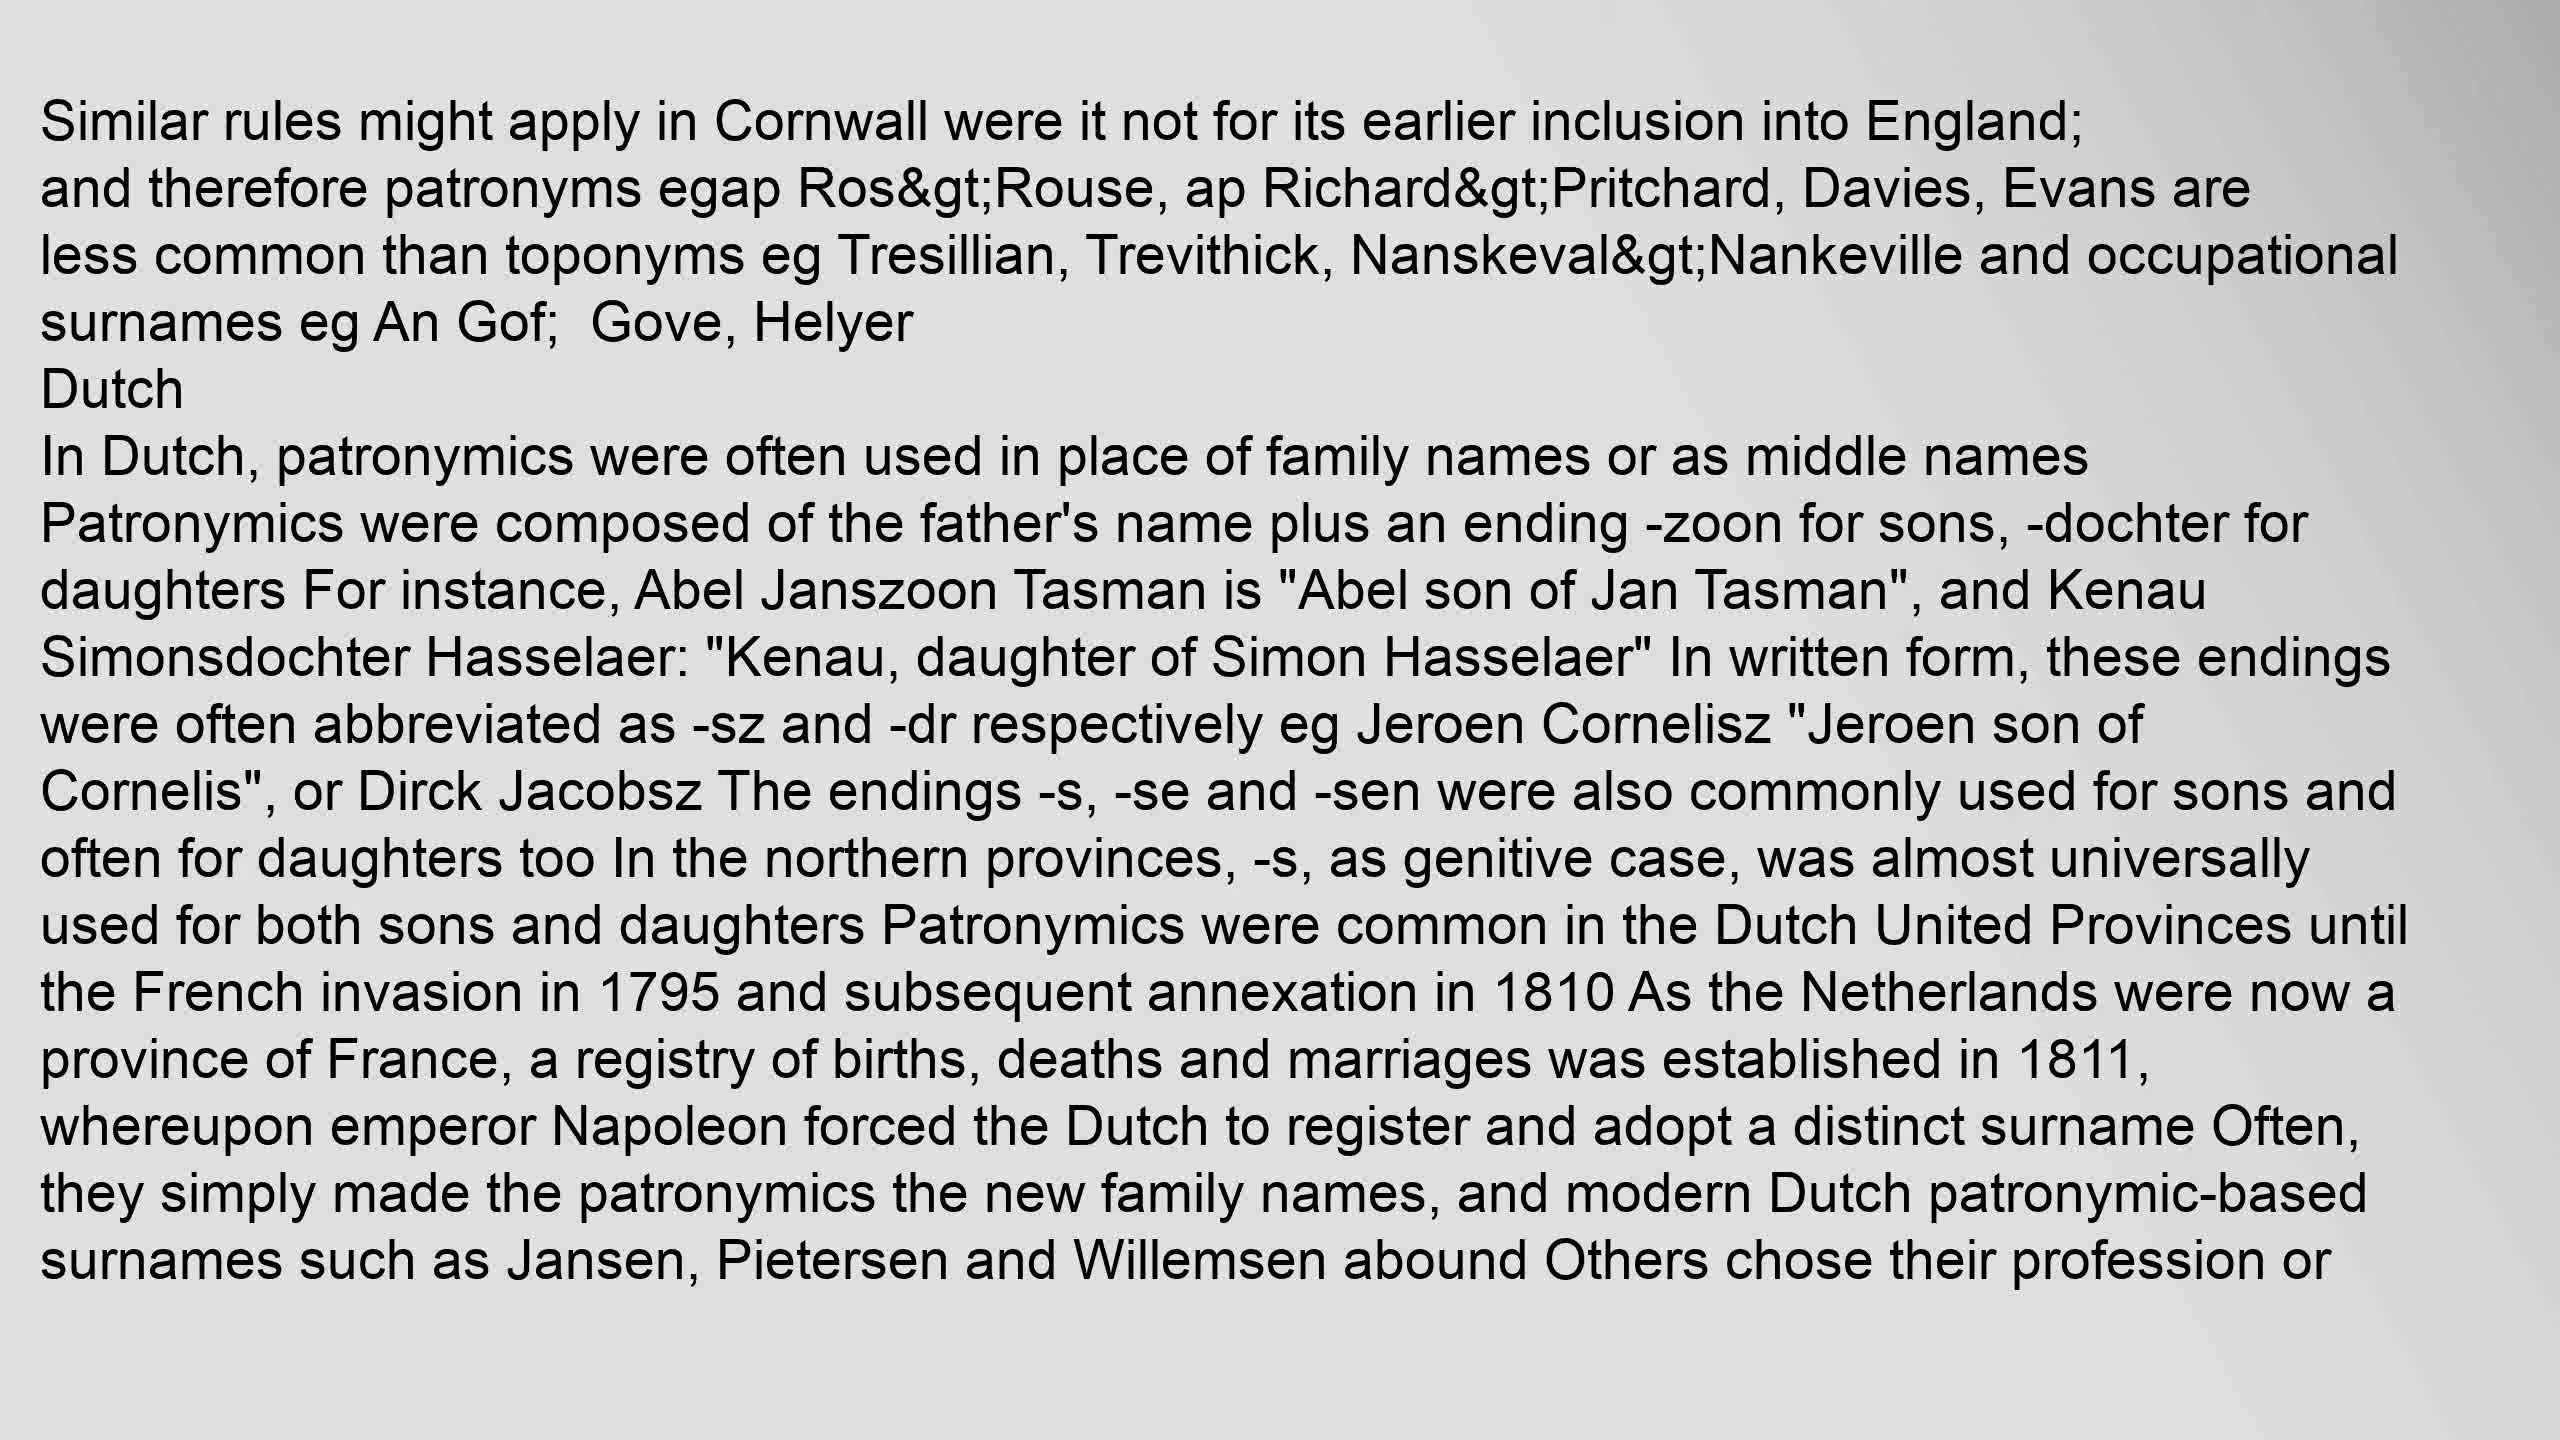 Similar rules might apply in Cornwall were it not for its earlier inclusion into England;
and therefore patronyms egap Ros&gt;Rouse, ap Richard&gt;Pritchard, Davies, Evans are
less common than toponyms eg Tresillian, Trevithick, Nanskeval&gt;Nankeville and occupational
surnames eg An Gof;  Gove, Helyer
Dutch
In Dutch, patronymics were often used in place of family names or as middle names
Patronymics were composed of the father's name plus an ending -zoon for sons, -dochter for
daughters For instance, Abel Janszoon Tasman is "Abel son of Jan Tasman", and Kenau
Simonsdochter Hasselaer: "Kenau, daughter of Simon Hasselaer" In written form, these endings
were often abbreviated as -sz and -dr respectively eg Jeroen Cornelisz "Jeroen son of
Cornelis", or Dirck Jacobsz The endings -s, -se and -sen were also commonly used for sons and
often for daughters too In the northern provinces, -s, as genitive case, was almost universally
used for both sons and daughters Patronymics were common in the Dutch United Provinces until
the French invasion in 1795 and subsequent annexation in 1810 As the Netherlands were now a
province of France, a registry of births, deaths and marriages was established in 1811,
whereupon emperor Napoleon forced the Dutch to register and adopt a distinct surname Often,
they simply made the patronymics the new family names, and modern Dutch patronymic-based
surnames such as Jansen, Pietersen and Willemsen abound Others chose their profession or